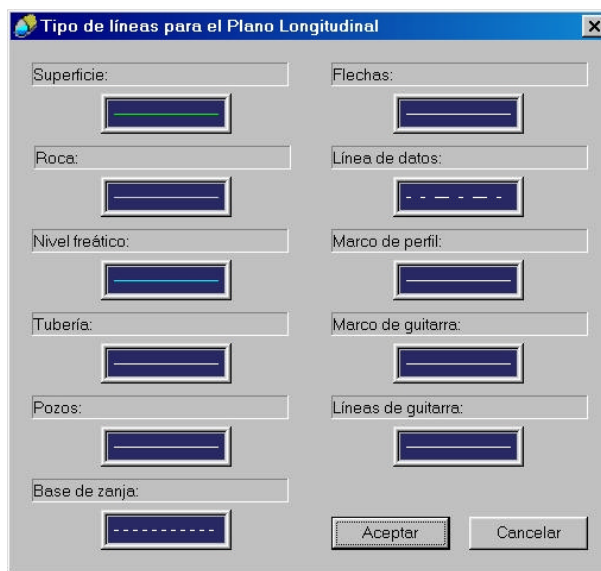 Tipo de líneas para el Plano Longitudinal
Superficie:
Roca:
Nivel freático:
Tubería:
Pozos:
Base de zanja:
Flechas:
Línea de datos:
Marco de perfil:
Marco de guitarra:
Líneas de guitarra:
Aceptar
Cancelar